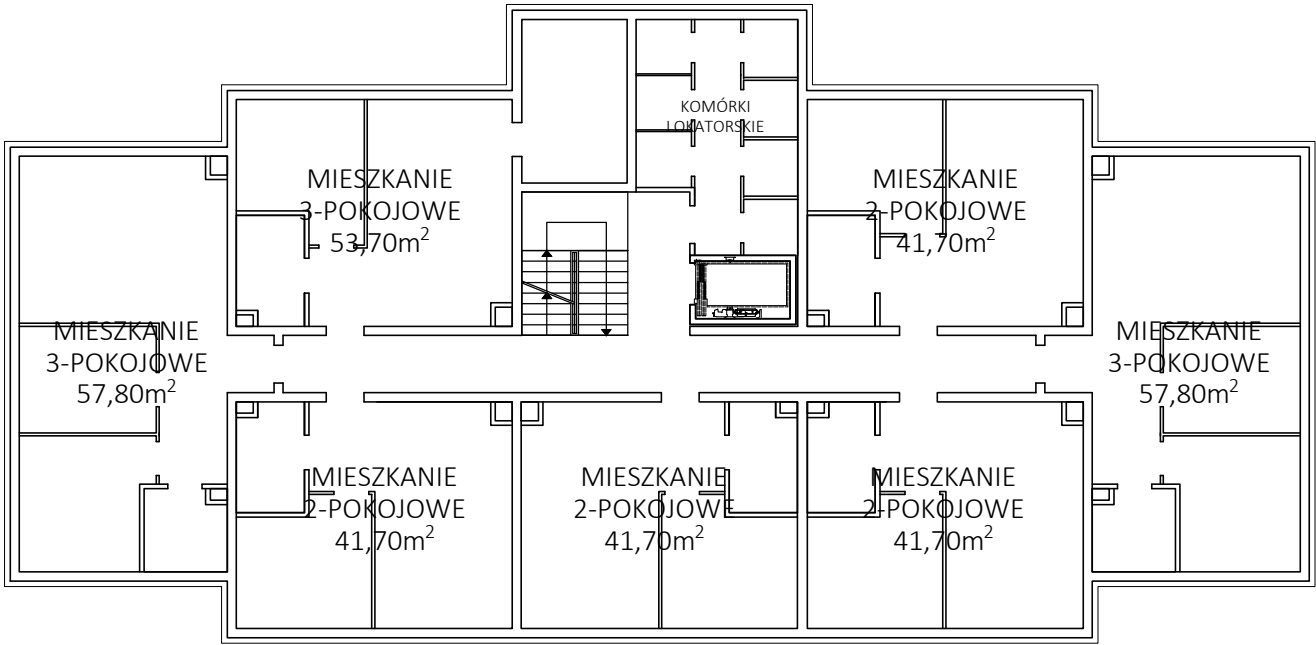 KOMÓRKI
LOKATORSKIE
MIESZKANIE
3-POKOJOWE
53,70m²
MIESZKANIE
2-POKOJOWE
41,70m²
MIESZKANIE
3-POKOJOWE
57,80m²
MIESZKANIE
3-POKOJOWE
57,80m²
MIESZKANIE
2-POKOJOWE
41,70m²
MIESZKANIE
2-POKOJOWE
41,70m²
MIESZKANIE
2-POKOJOWE
41,70m²